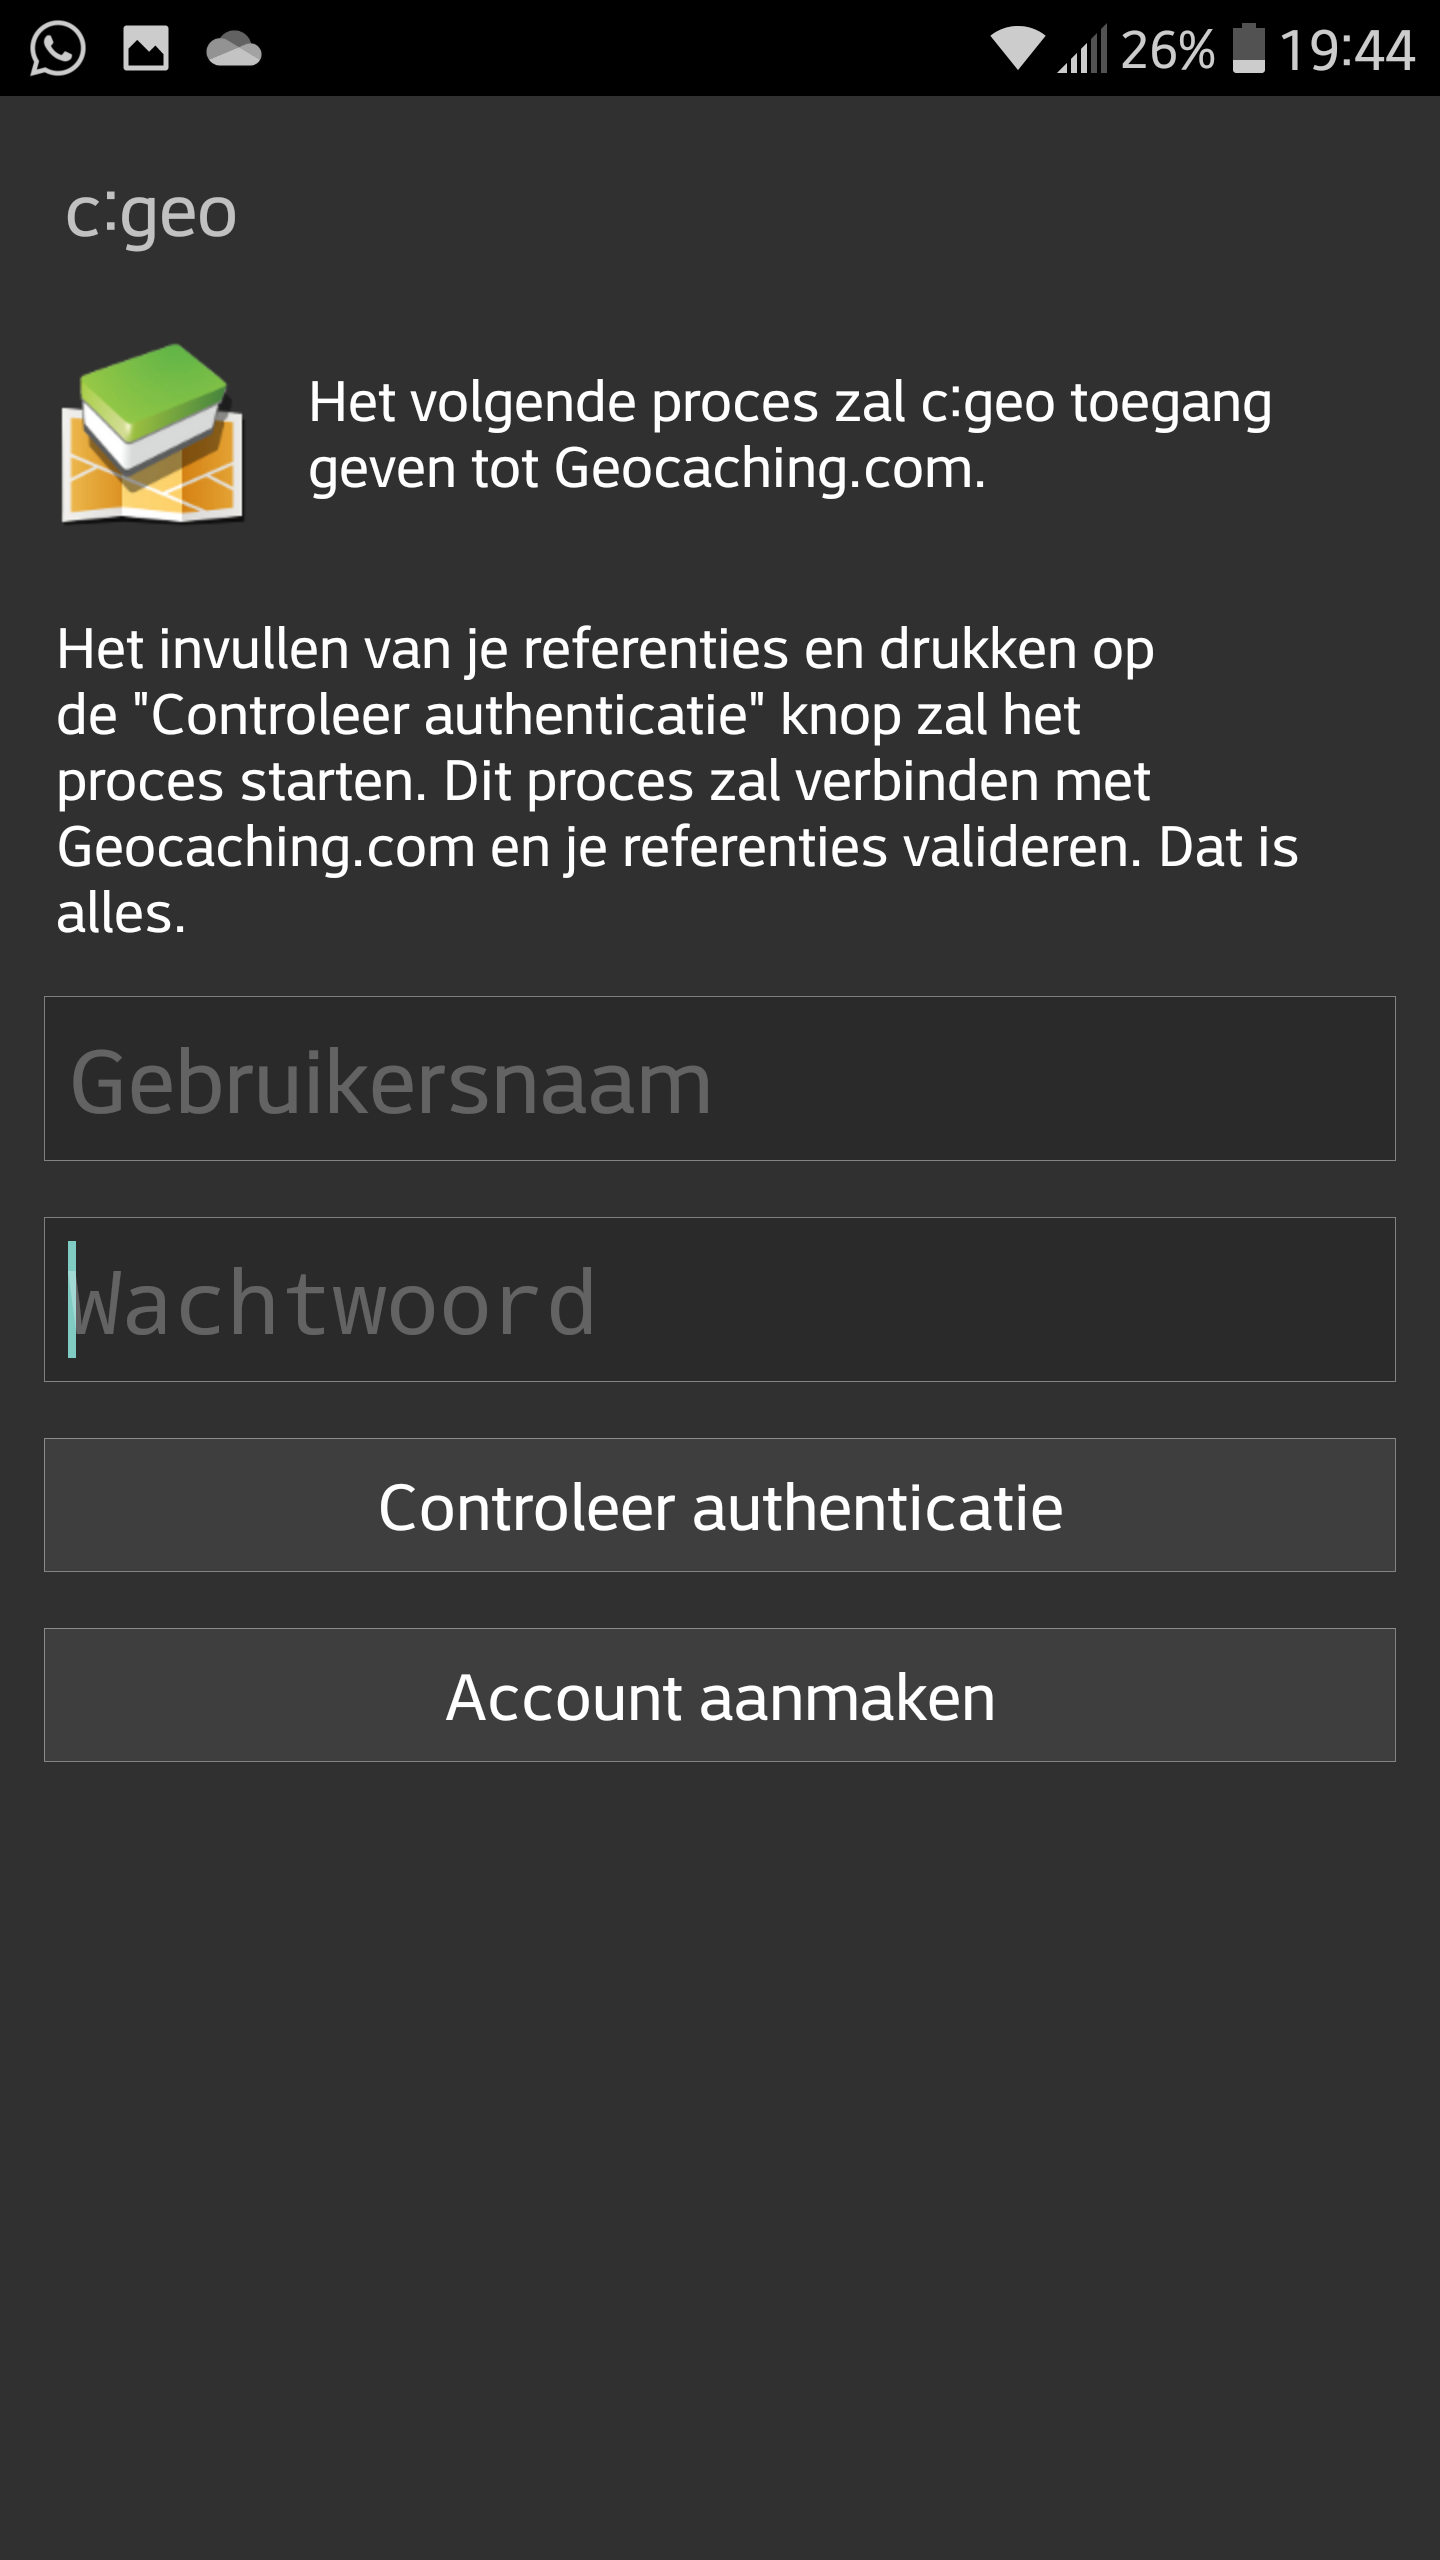 26% 19:44
c:geo
Het volgende proces zal c:geo toegang
geven tot Geocaching.com.
Het invullen van je referenties en drukken op
de "Controleer authenticatie" knop zal het
proces starten. Dit proces zal verbinden met
Geocaching.com en je referenties valideren. Dat is
alles.
Gebruikersnaam
Wachtwoord
Controleer authenticatie
Account aanmaken